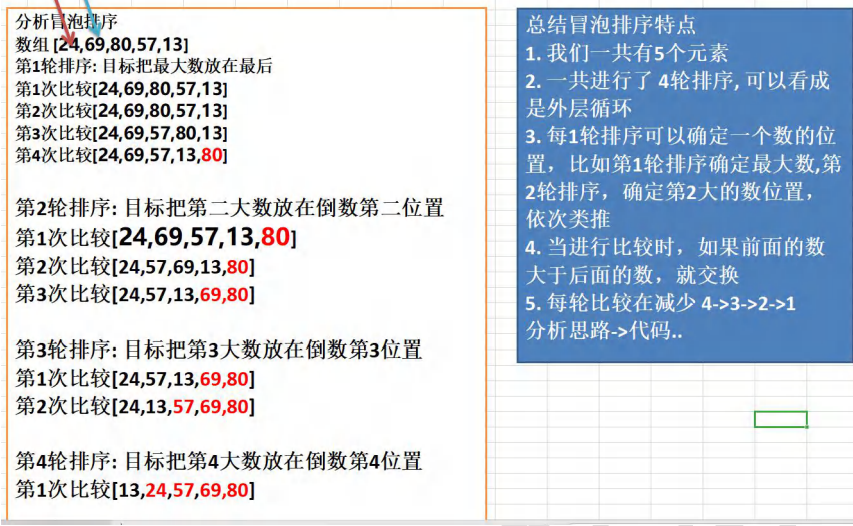 分析冒泡排序
数组 [24,69,80,57,13]
第1轮排序: 目标把最大数放在最后
第1次比较[24,69,80,57,13]
第2次比较[24,69,80,57,13]
第3次比较[24,69,57,80,13]
第4次比较[24,69,57,13,80]
第2轮排序: 目标把第二大数放在倒数第二位置
第1次比较[24,69,57,13,80]
第2次比较[24,57,69,13,80]
第3次比较[24,57,13,69,80]
第3轮排序: 目标把第3大数放在倒数第3位置
第1次比较[24,57,13,69,80]
第2次比较[24,13,57,69,80]
第4轮排序: 目标把第4大数放在倒数第4位置
第1次比较[13,24,57,69,80]
总结冒泡排序特点
1. 我们一共有5个元素
2. 一共进行了 4轮排序, 可以看成
是外层循环
3. 每1轮排序可以确定一个数的位
置，比如第1轮排序确定最大数,第
2轮排序，确定第2大的数位置，
依次类推
4. 当进行比较时，如果前面的数
大于后面的数，就交换
5. 每轮比较在减少 4->3->2->1
分析思路->代码..